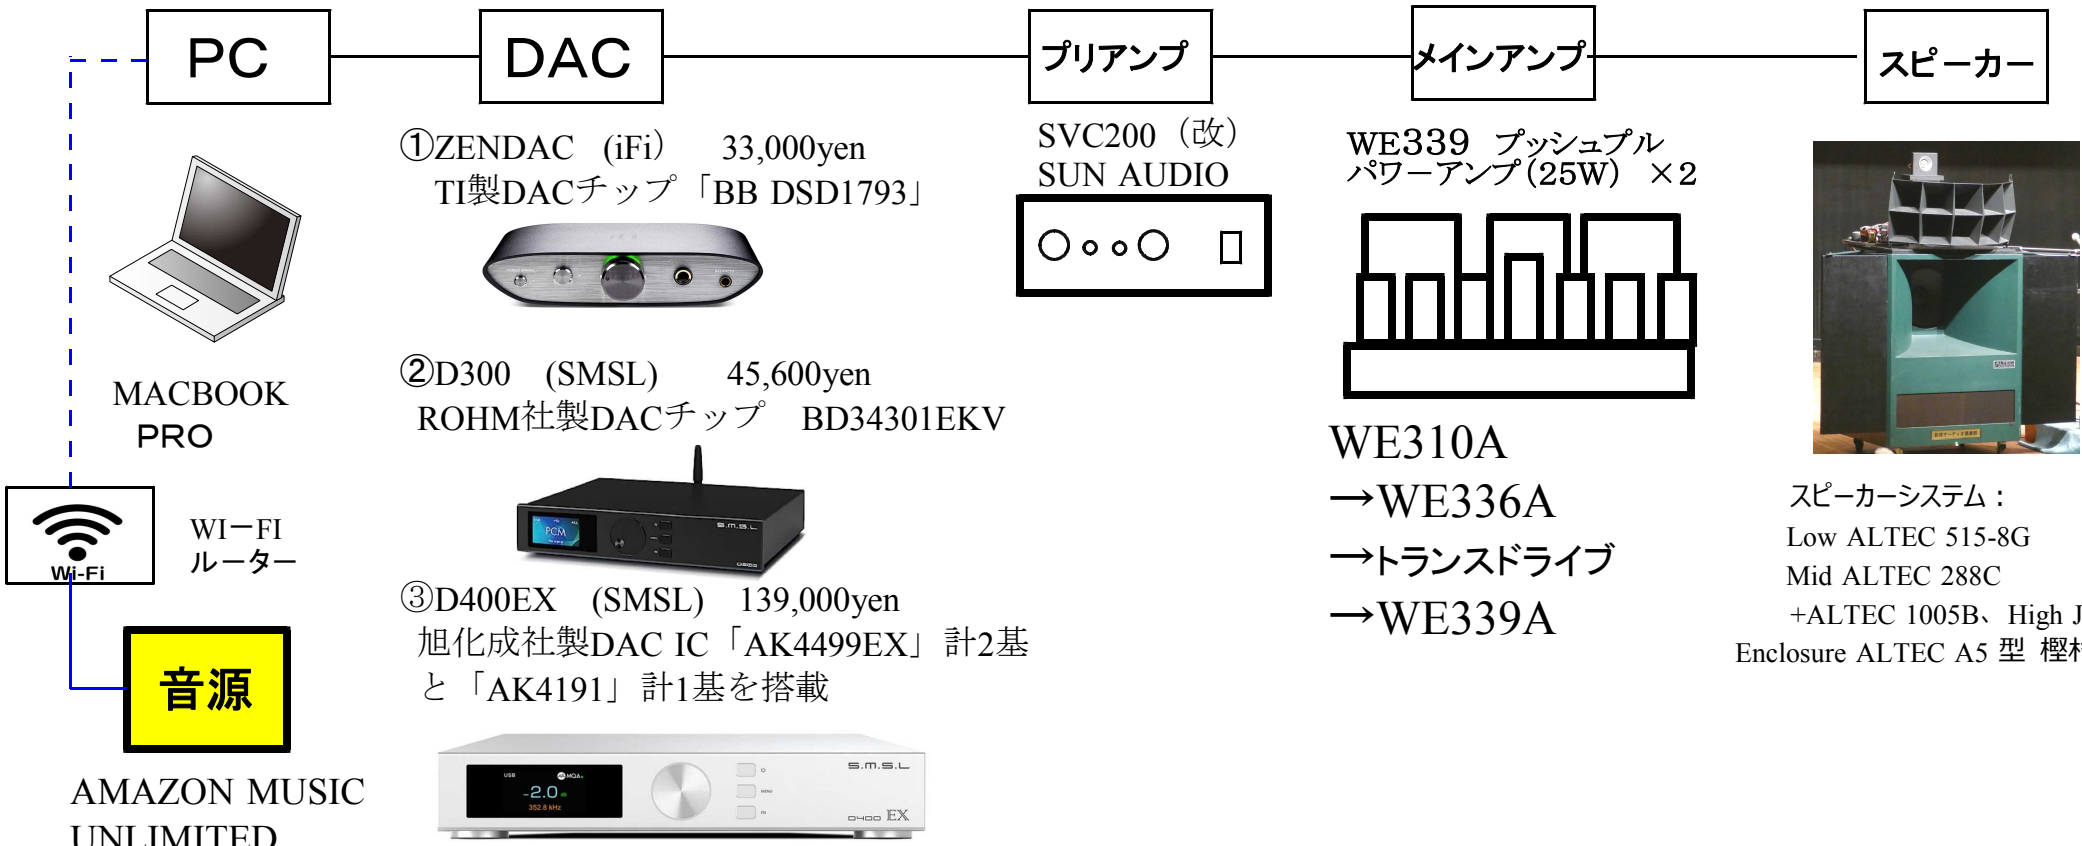 PC
DAC
プリアンプ
メインアンプ
スピーカー
①ZENDAC (iFi) 33,000yen
TI製DACチップ「BB DSD1793」
②D300 (SMSL) 45,600yen
ROHM社製DACチップ BD34301EKV
PCM
S.M.S.L
③D400EX (SMSL) 139,000yen
旭化成社製DAC IC「AK4499EX」計2基
と「AK4191」計1基を搭載
USB MQA
-2.0
352.8 kHz
MENU
S.M.S.L
D400 EX
MACBOOK
PRO
Wi-Fi
WI-FI
ルーター
音源
AMAZON MUSIC
UNLIMITED
SVC200(改)
SUN AUDIO
WE339 プッシュプル
パワーアンプ(25W) ×2
WE310A
→WE336A
→トランスドライブ
→WE339A
スピーカーシステム:
Low ALTEC 515-8G
Mid ALTEC 288C
+ALTEC 1005B、High J
Enclosure ALTEC A5 型 樫